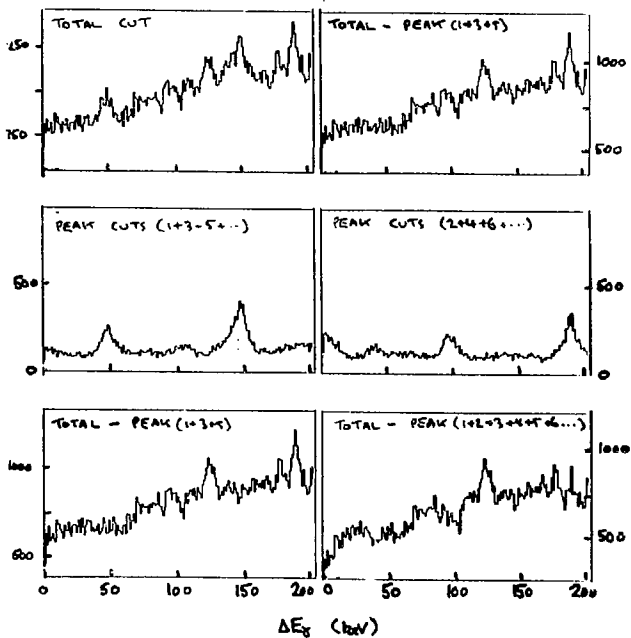 TOTAL CUT
TOTAL - PEAK (1+3+5)
750
1000
500
PEAK CUTS (1+3-5+...)
PEAK CUTS (2+4+6+...)
500
0
500
0
TOTAL - PEAK (1+3+5)
TOTAL - PEAK (1+2+3+4+5+6...)
1000
500
1000
500
0 50 100 150 200
0 50 100 150 200
ΔEγ (keV)